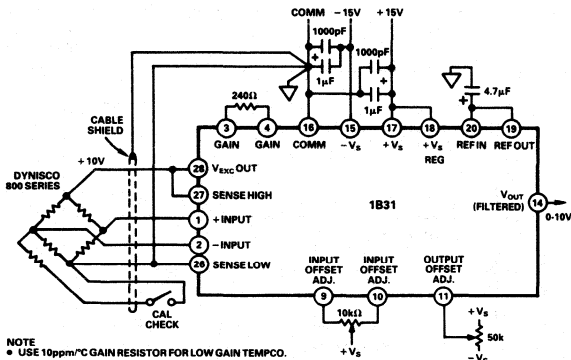 COMM −15V +15V
1000pF
1000pF
+
1µF
+
1µF
4.7µF
+
240Ω
CABLE
SHIELD
3 4 16 15 17 18 20 19
GAIN GAIN COMM −VS +VS +VS REF IN REF OUT
REG
DYNISCO
800 SERIES
+10V
28 VEXC OUT
27 SENSE HIGH
1 +INPUT
2 −INPUT
26 SENSE LOW
1B31
VOUT
(FILTERED)
14
0-10V
INPUT
OFFSET
ADJ.
INPUT
OFFSET
ADJ.
OUTPUT
OFFSET
ADJ.
9 10 11
10kΩ
+VS
+VS
50k
−VS
CAL
CHECK
NOTE
• USE 10ppm/°C GAIN RESISTOR FOR LOW GAIN TEMPCO.